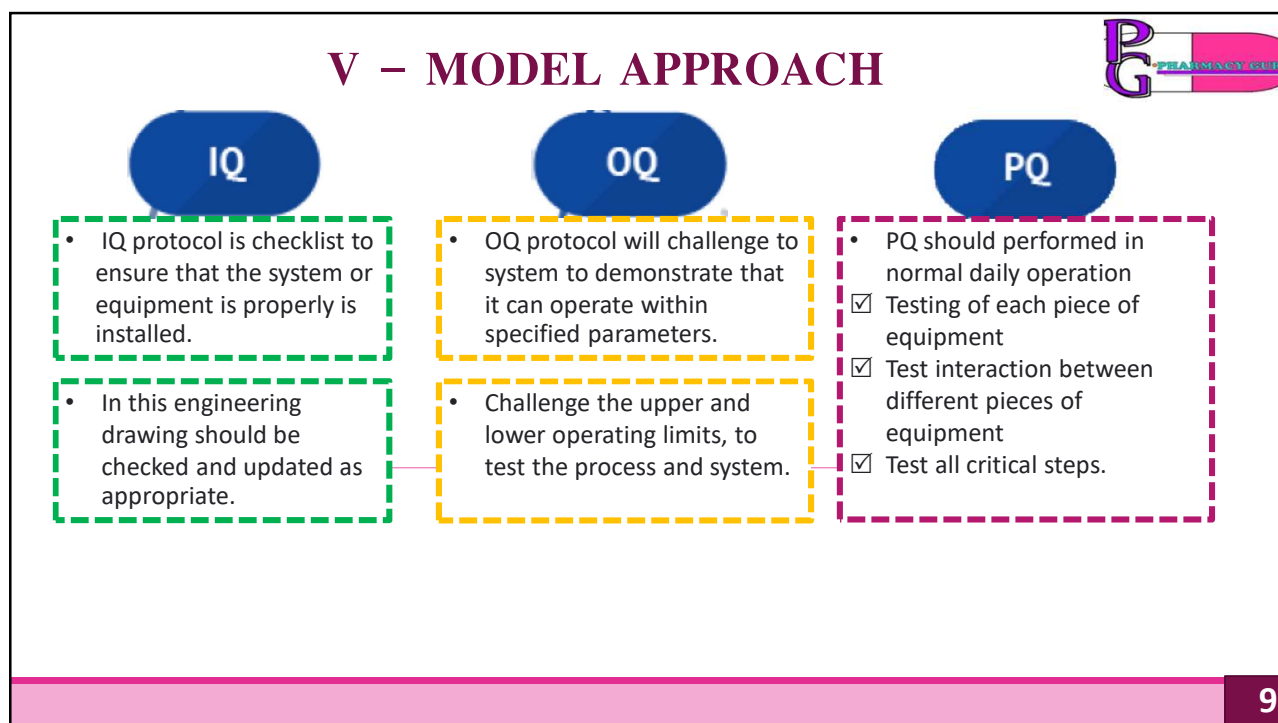 V – MODEL APPROACH
PG
PHARMACY GUI
IQ
• IQ protocol is checklist to
ensure that the system or
equipment is properly is
installed.
• In this engineering
drawing should be
checked and updated as
appropriate.
OQ
• OQ protocol will challenge to
system to demonstrate that
it can operate within
specified parameters.
• Challenge the upper and
lower operating limits, to
test the process and system.
PQ
• PQ should performed in
normal daily operation
☑ Testing of each piece of
equipment
☑ Test interaction between
different pieces of
equipment
☑ Test all critical steps.
9